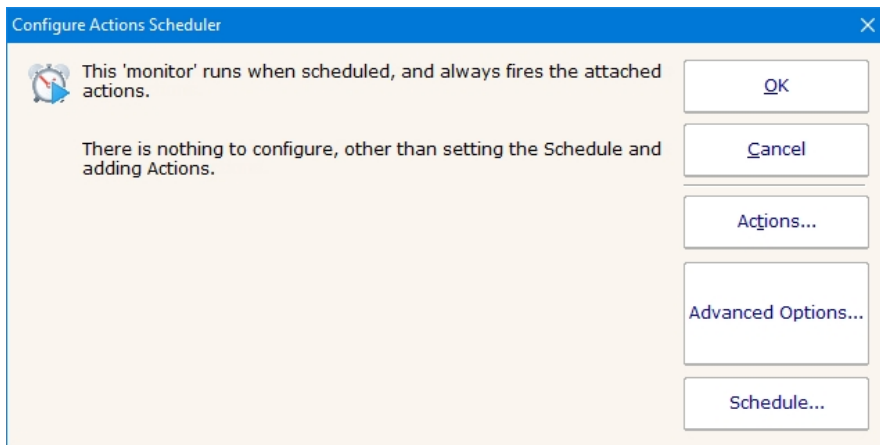 Configure Actions Scheduler
This 'monitor' runs when scheduled, and always fires the attached
actions.
There is nothing to configure, other than setting the Schedule and
adding Actions.
OK
Cancel
Actions...
Advanced Options...
Schedule...